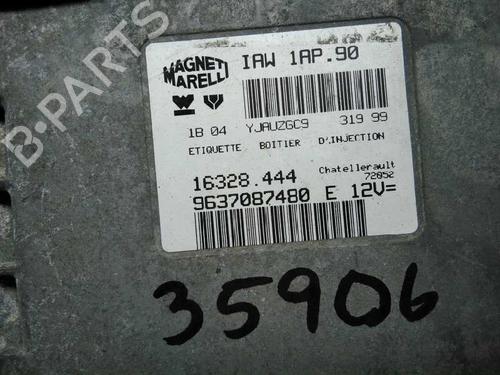 MAGNETI MARELLI
IAW 1AP.90
1B 04 YJAUZGC9 319 99
ETIQUETTE BOITIER D'INJECTION
16328.444 Chatellerault 72052
9637087480 E 12V=
35906
B-PARTS